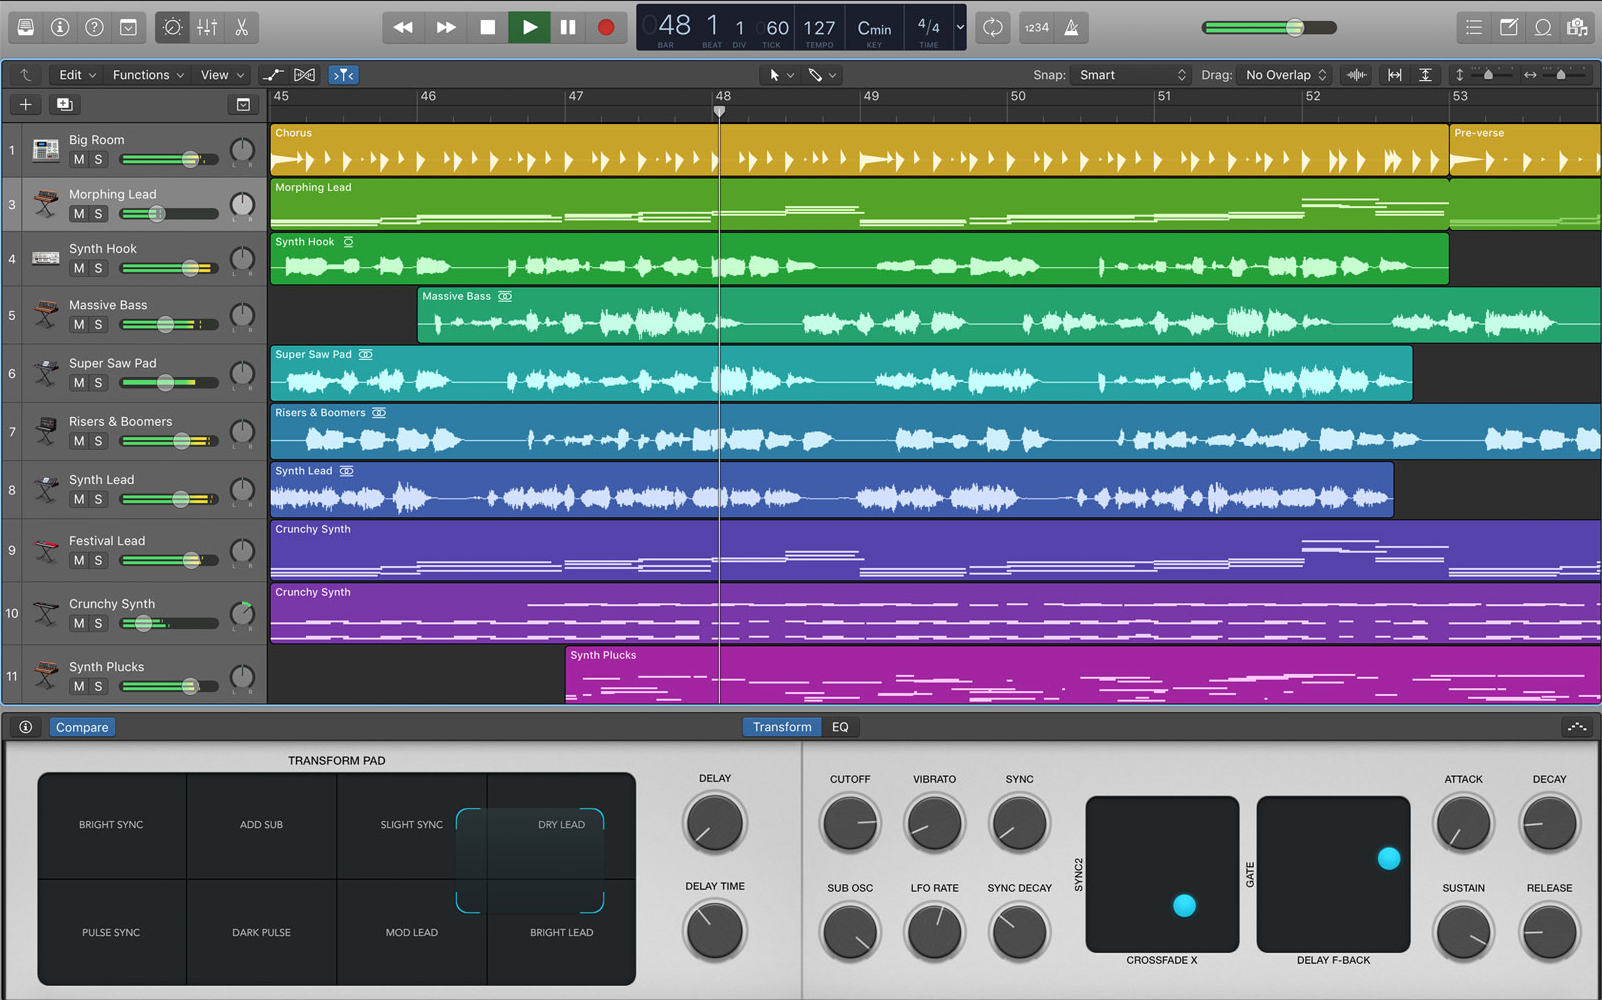 048 1 1 060 127 Cmin 4/4
BAR BEAT DIV TICK TEMPO KEY TIME
1234
Edit Functions View Snap: Smart Drag: No Overlap
45 46 47 48 49 50 51 52 53
1 Big Room
M S
L R
Chorus Pre-verse
3 Morphing Lead
M S
L R
Morphing Lead
4 Synth Hook
M S
L R
Synth Hook
5 Massive Bass
M S
L R
Massive Bass
6 Super Saw Pad
M S
L R
Super Saw Pad
7 Risers & Boomers
M S
L R
Risers & Boomers
8 Synth Lead
M S
L R
Synth Lead
9 Festival Lead
M S
L R
Crunchy Synth
10 Crunchy Synth
M S
L R
Crunchy Synth
11 Synth Plucks
M S
L R
Synth Plucks
Compare Transform EQ
TRANSFORM PAD
BRIGHT SYNC ADD SUB SLIGHT SYNC DRY LEAD
PULSE SYNC DARK PULSE MOD LEAD BRIGHT LEAD
DELAY
DELAY TIME
CUTOFF VIBRATO SYNC
SUB OSC LFO RATE SYNC DECAY
SYNC2
CROSSFADE X
GATE
DELAY F-BACK
ATTACK DECAY
SUSTAIN RELEASE